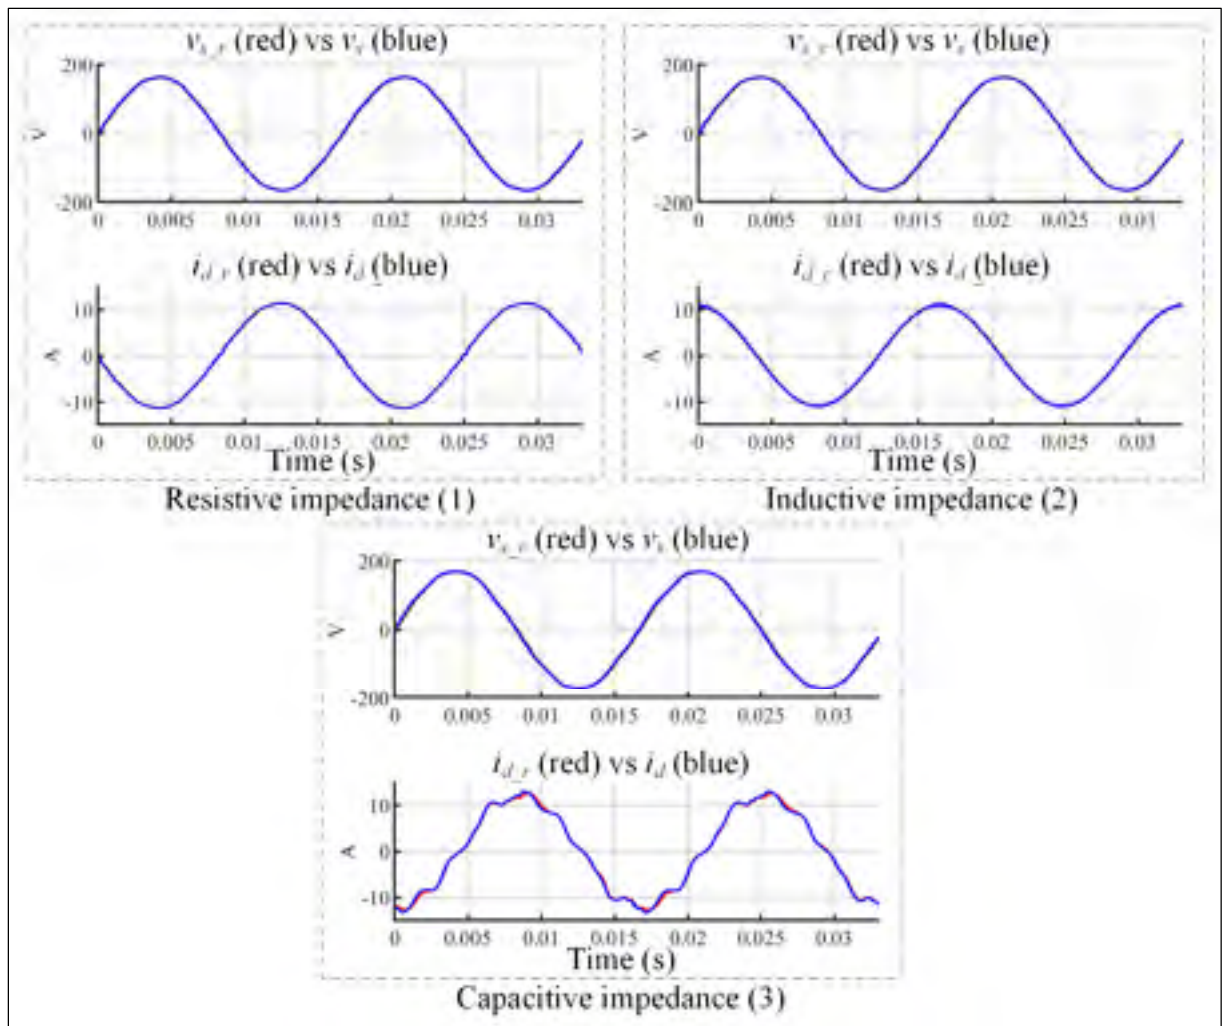 v_s_r (red) vs v_s (blue)
200
V
0
-200
0 0.005 0.01 0.015 0.02 0.025 0.03
i_d_r (red) vs i_d (blue)
10
A
0
-10
0 0.005 0.01 0.015 0.02 0.025 0.03
Time (s)
Resistive impedance (1)
v_s_r (red) vs v_s (blue)
200
V
0
-200
0 0.005 0.01 0.015 0.02 0.025 0.03
i_d_r (red) vs i_d (blue)
10
A
0
-10
0 0.005 0.01 0.015 0.02 0.025 0.03
Time (s)
Inductive impedance (2)
v_s_r (red) vs v_s (blue)
200
V
0
-200
0 0.005 0.01 0.015 0.02 0.025 0.03
i_d_r (red) vs i_d (blue)
10
A
0
-10
0 0.005 0.01 0.015 0.02 0.025 0.03
Time (s)
Capacitive impedance (3)